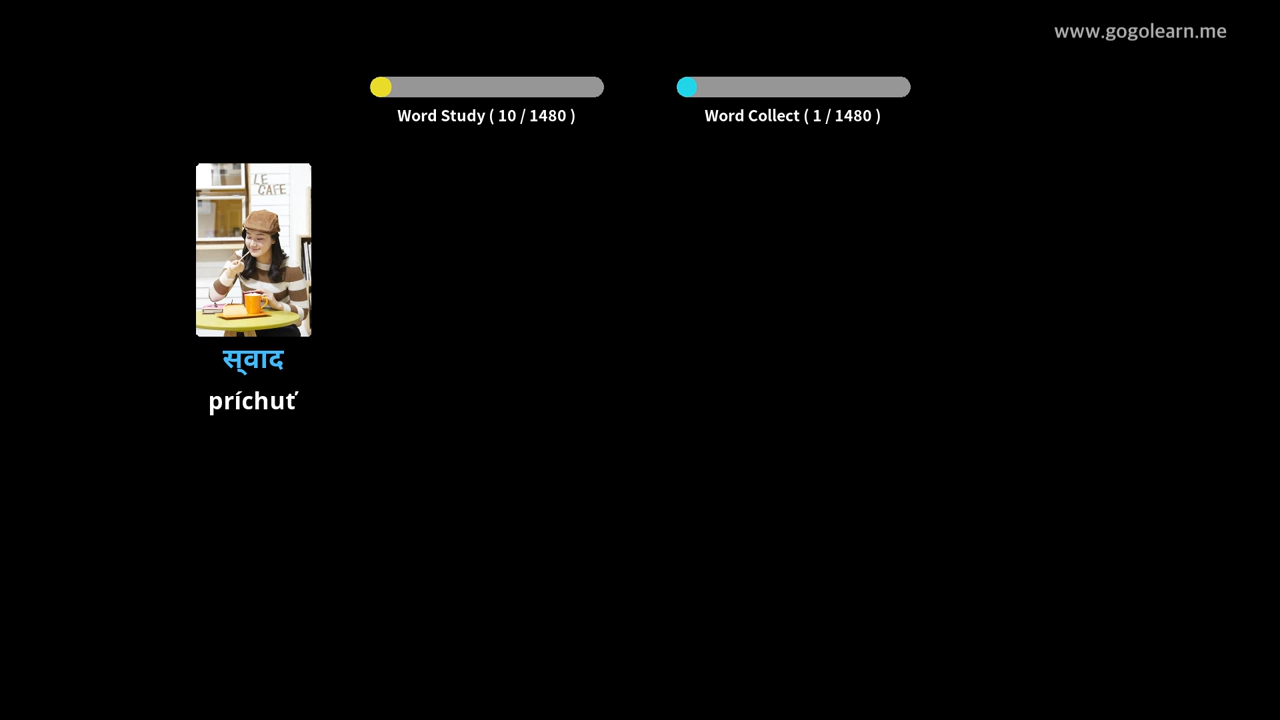 www.gogolearn.me
Word Study ( 10 / 1480 )
Word Collect ( 1 / 1480 )
LE
CAFE
स्वाद
príchuť